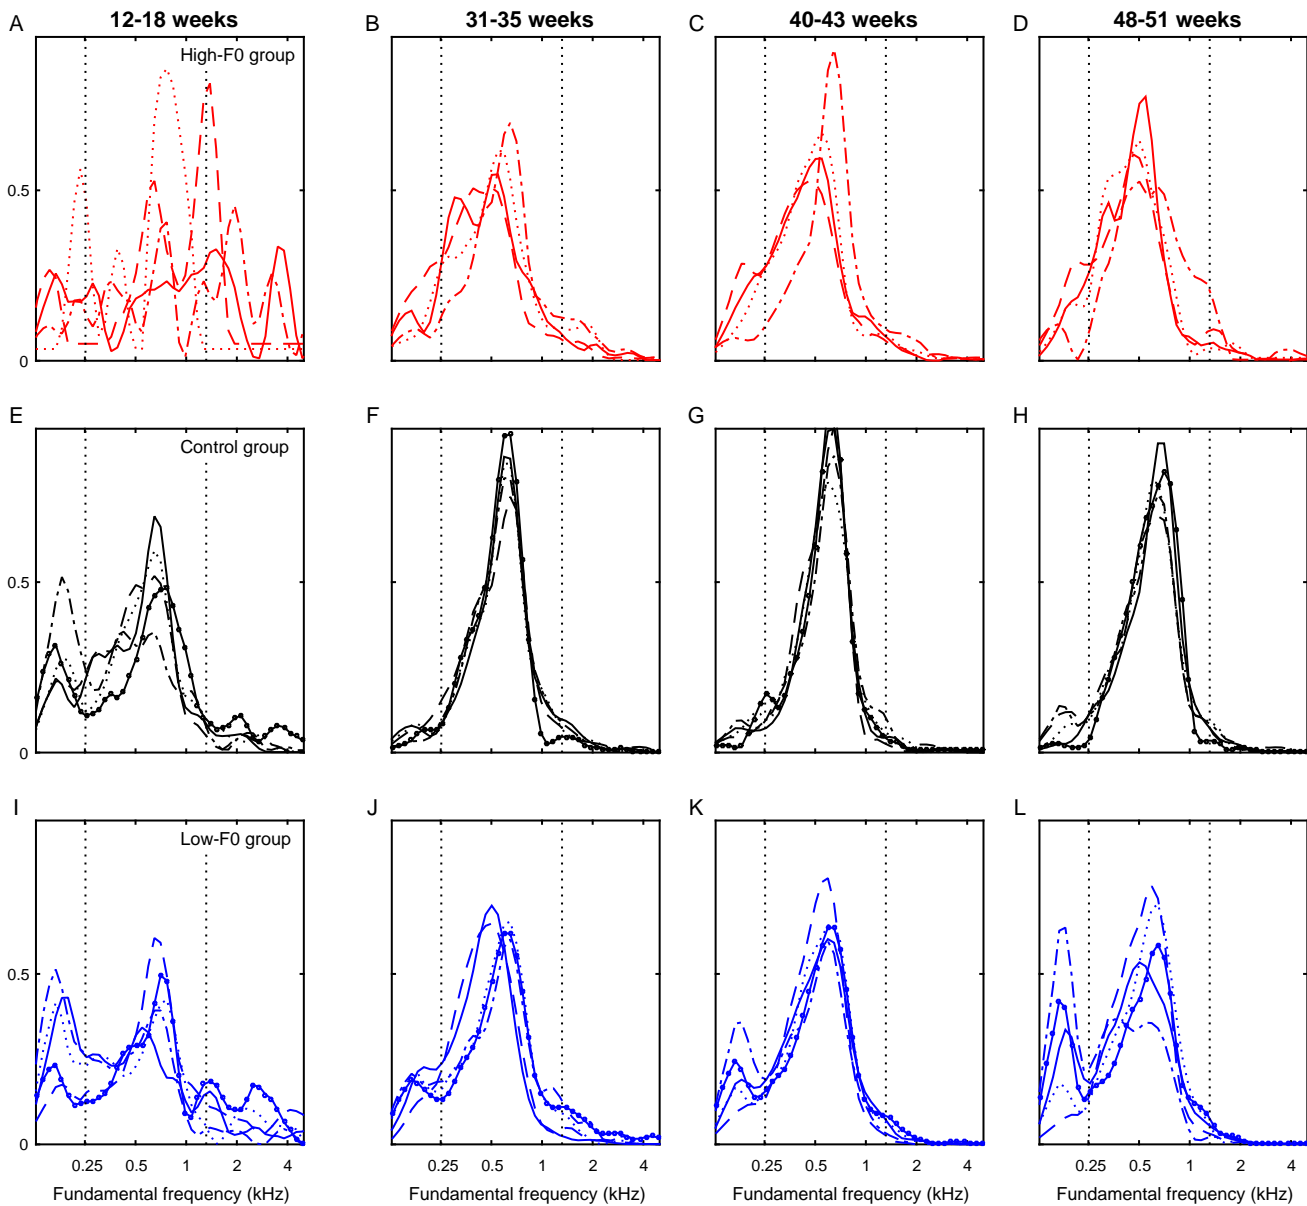 A 12-18 weeks B 31-35 weeks C 40-43 weeks D 48-51 weeks
High-F0 group
0.5
0
E F G H
Control group
0.5
0
I J K L
Low-F0 group
0.5
0
0.25 0.5 1 2 4 0.25 0.5 1 2 4 0.25 0.5 1 2 4 0.25 0.5 1 2 4
Fundamental frequency (kHz) Fundamental frequency (kHz) Fundamental frequency (kHz) Fundamental frequency (kHz)